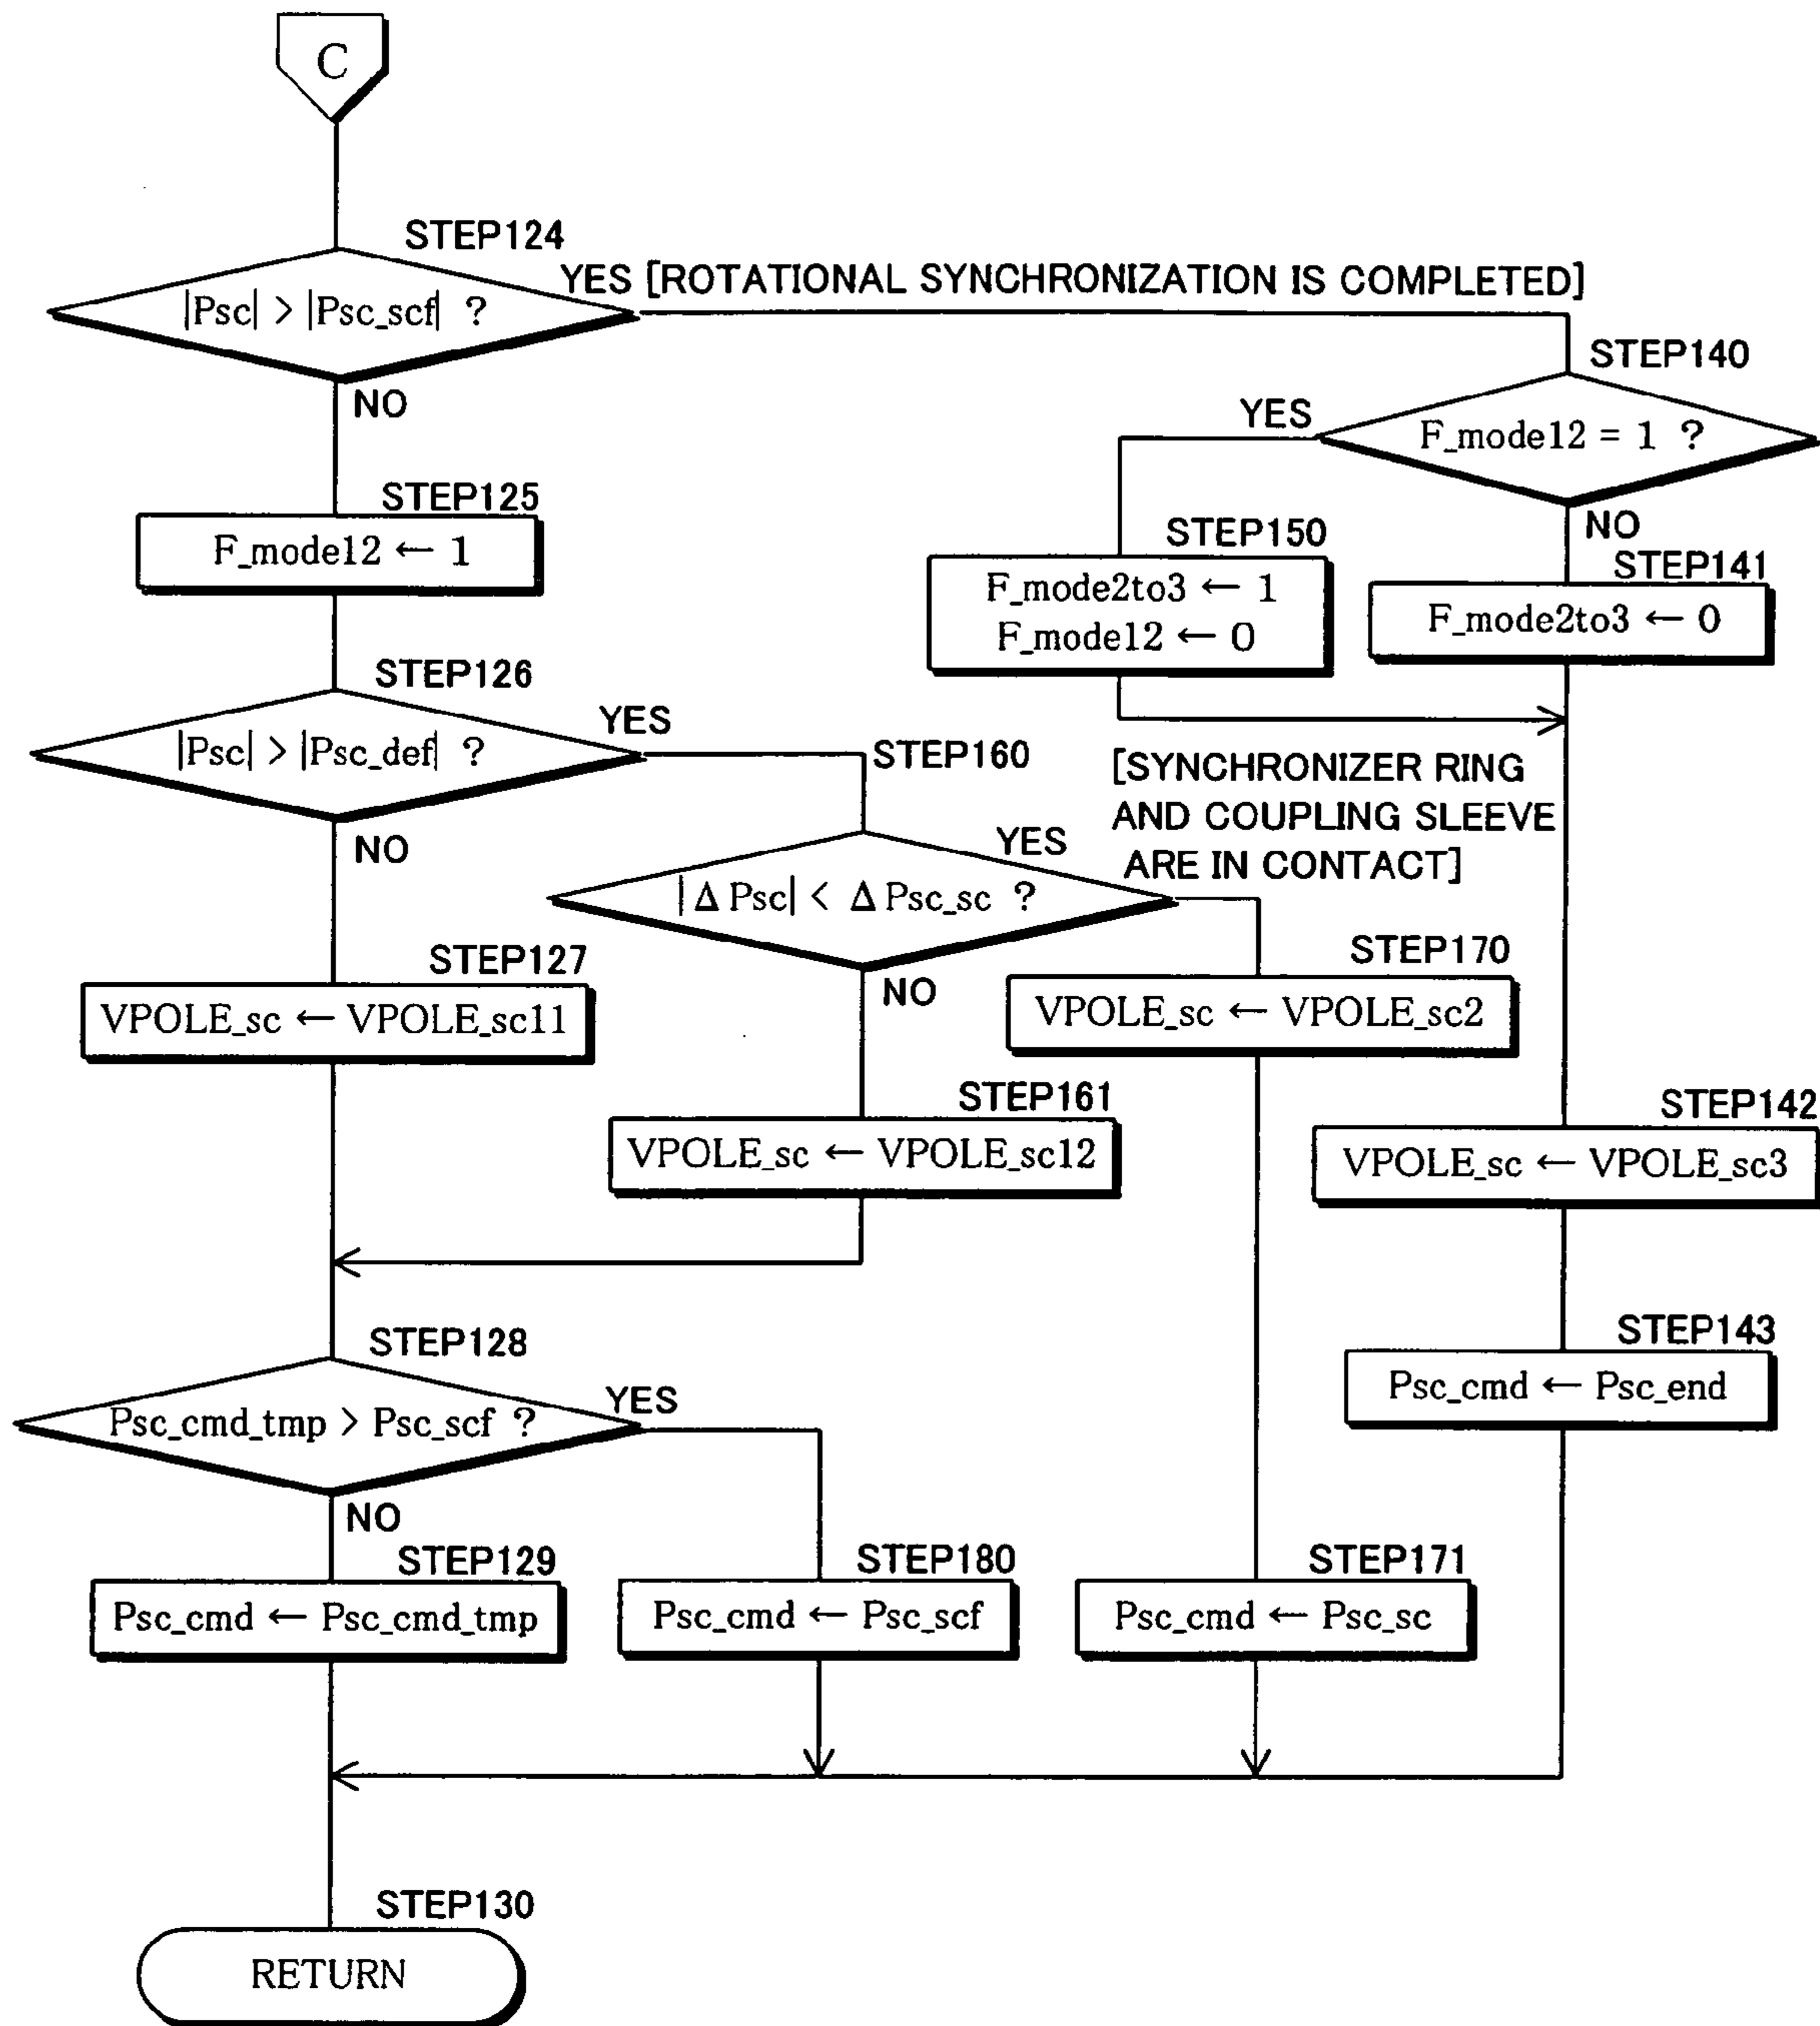 C
STEP124
|Psc| > |Psc_scf| ?
YES [ROTATIONAL SYNCHRONIZATION IS COMPLETED]
NO
STEP140
F_mode12 = 1 ?
YES
NO
STEP125
F_mode12 ← 1
STEP150
F_mode2to3 ← 1
F_mode12 ← 0
STEP141
F_mode2to3 ← 0
STEP126
|Psc| > |Psc_def| ?
YES
NO
STEP160
|Δ Psc| < Δ Psc_sc ?
YES
NO
[SYNCHRONIZER RING
AND COUPLING SLEEVE
ARE IN CONTACT]
STEP127
VPOLE_sc ← VPOLE_sc11
STEP170
VPOLE_sc ← VPOLE_sc2
STEP161
VPOLE_sc ← VPOLE_sc12
STEP142
VPOLE_sc ← VPOLE_sc3
STEP128
Psc_cmd_tmp > Psc_scf ?
YES
NO
STEP143
Psc_cmd ← Psc_end
STEP129
Psc_cmd ← Psc_cmd_tmp
STEP180
Psc_cmd ← Psc_scf
STEP171
Psc_cmd ← Psc_sc
STEP130
RETURN